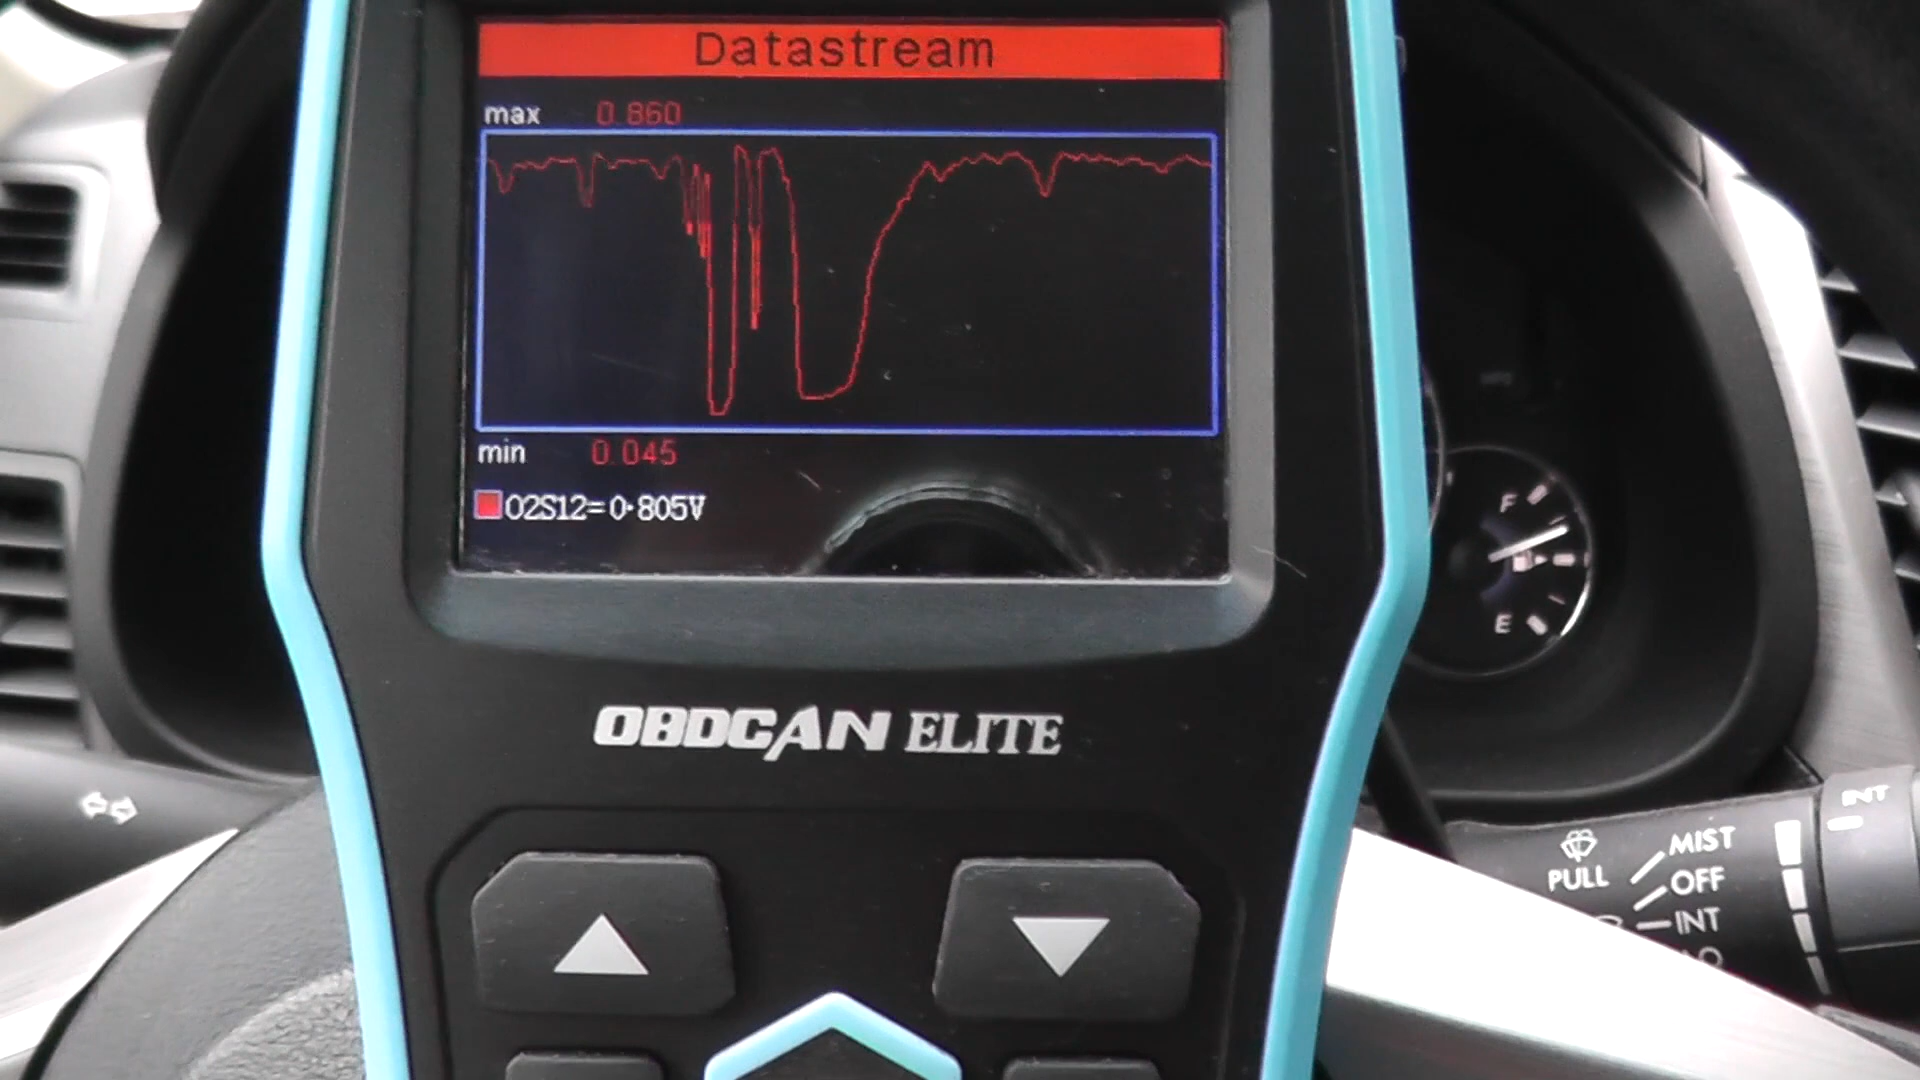 Datastream
max 0.860
min 0.045
O2S12=0.805V
OBDCAN ELITE
F
E
INT
MIST
PULL
OFF
INT